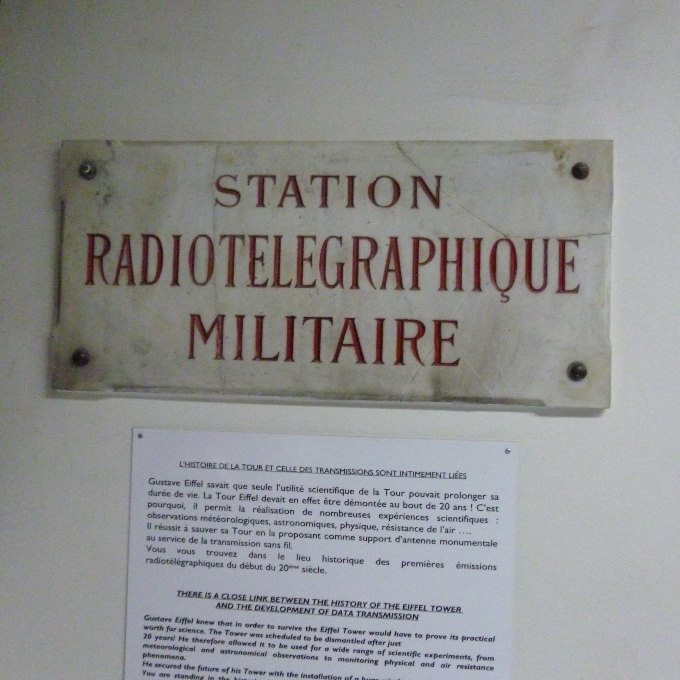 STATION
RADIOTELEGRAPHIQUE
MILITAIRE
L'HISTOIRE DE LA TOUR ET CELLE DES TRANSMISSIONS SONT INTIMEMENT LIÉES
Gustave Eiffel savait que seule l'utilité scientifique de la Tour pouvait prolonger sa
durée de vie. La Tour Eiffel devait en effet être démontée au bout de 20 ans ! C'est
pourquoi, il permit la réalisation de nombreuses expériences scientifiques :
observations météorologiques, astronomiques, physique, résistance de l'air ....
Il réussit à sauver sa Tour en la proposant comme support d'antenne monumentale
au service de la transmission sans fil.
Vous vous trouvez dans le lieu historique des premières émissions
radiotélégraphiques du début du 20ème siècle.
THERE IS A CLOSE LINK BETWEEN THE HISTORY OF THE EIFFEL TOWER
AND THE DEVELOPMENT OF DATA TRANSMISSION
Gustave Eiffel knew that in order to survive the Eiffel Tower would have to prove its practical
worth for science. The Tower was scheduled to be dismantled after just
20 years! He therefore allowed it to be used for a wide range of scientific experiments, from
meteorological and astronomical observations to monitoring physical and air resistance
phenomena.
He secured the future of his Tower with the installation of a huge
You are standing in the